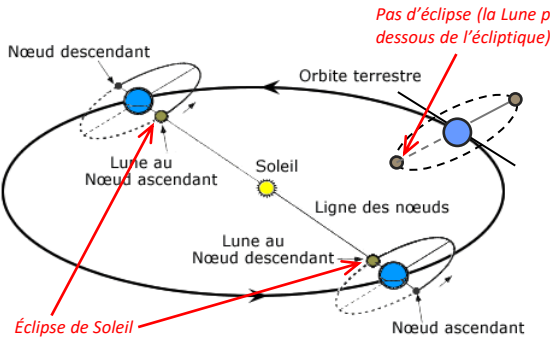 Pas d'éclipse (la Lune p
dessous de l'écliptique)
Nœud descendant
Orbite terrestre
Lune au
Nœud ascendant
Soleil
Ligne des nœuds
Lune au
Nœud descendant
Éclipse de Soleil
Nœud ascendant